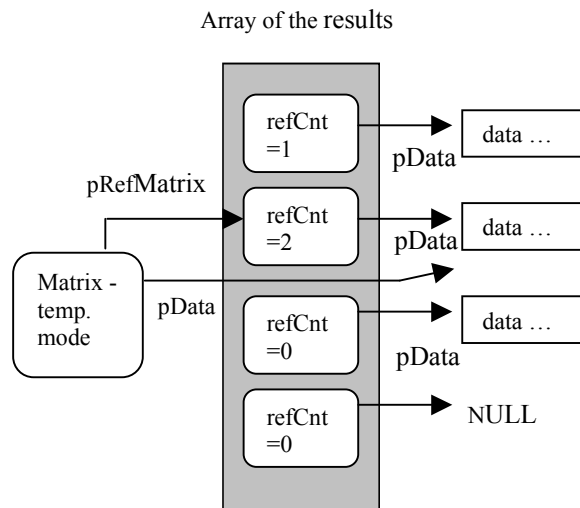 Array of the results
refCnt
=1
pData
data ...
pRefMatrix
refCnt
=2
pData
data ...
Matrix -
temp.
mode
pData
refCnt
=0
pData
data ...
refCnt
=0
NULL